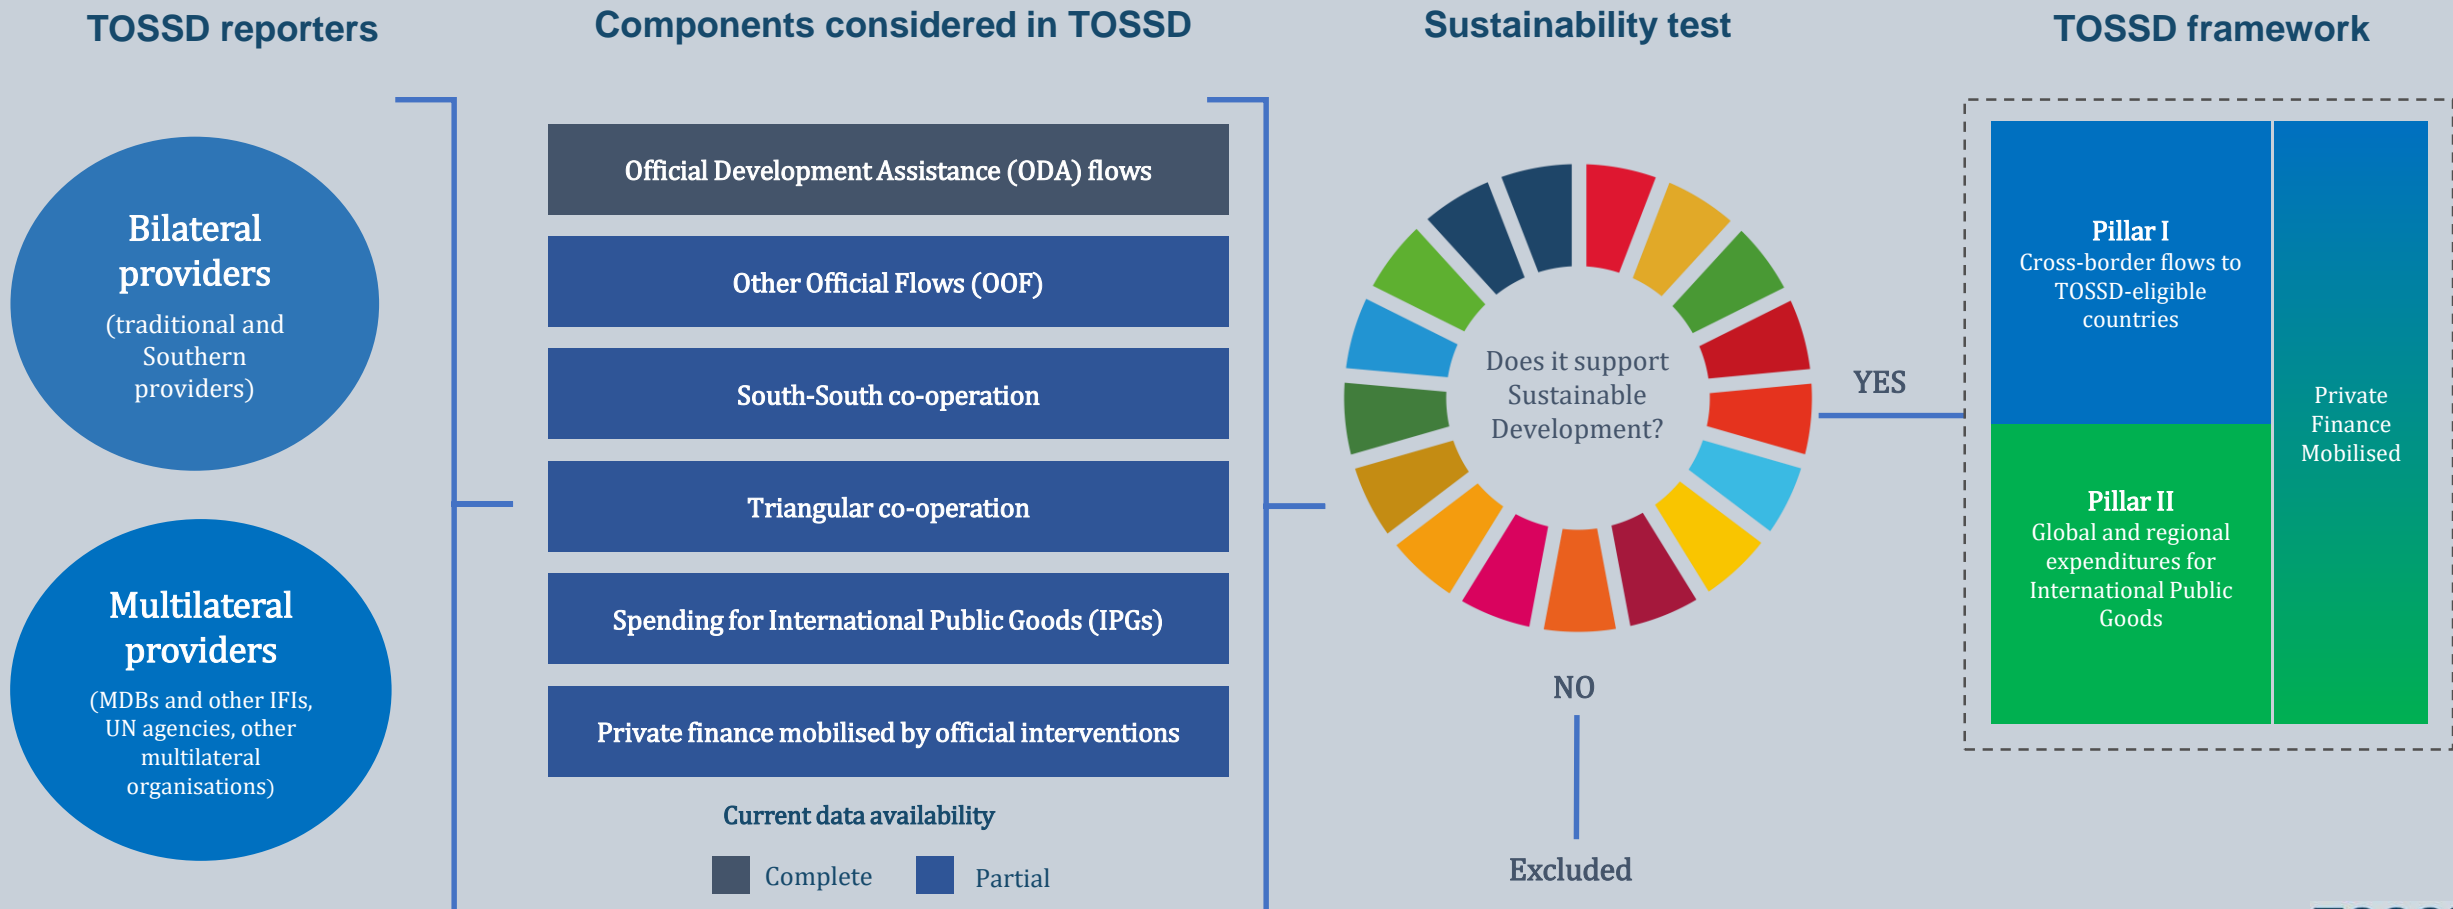 TOSSD reporters
Bilateral
providers
(traditional and
Southern
providers)
Multilateral
providers
(MDBs and other IFIs,
UN agencies, other
multilateral
organisations)
Components considered in TOSSD
Official Development Assistance (ODA) flows
Other Official Flows (OOF)
South-South co-operation
Triangular co-operation
Spending for International Public Goods (IPGs)
Private finance mobilised by official interventions
Current data availability
Complete
Partial
Sustainability test
Does it support
Sustainable
Development?
YES
NO
Excluded
TOSSD framework
Pillar I
Cross-border flows to
TOSSD-eligible
countries
Pillar II
Global and regional
expenditures for
International Public
Goods
Private
Finance
Mobilised